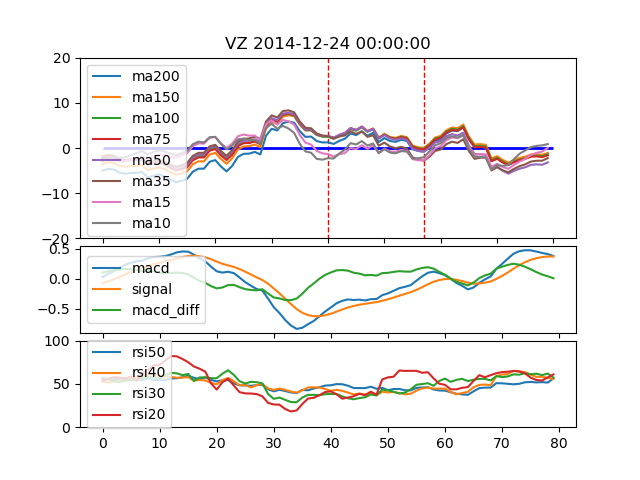 VZ 2014-12-24 00:00:00
20
10
0
−10
−20
ma200
ma150
ma100
ma75
ma50
ma35
ma15
ma10
0.5
0.0
−0.5
macd
signal
macd_diff
100
50
0
rsi50
rsi40
rsi30
rsi20
0 10 20 30 40 50 60 70 80